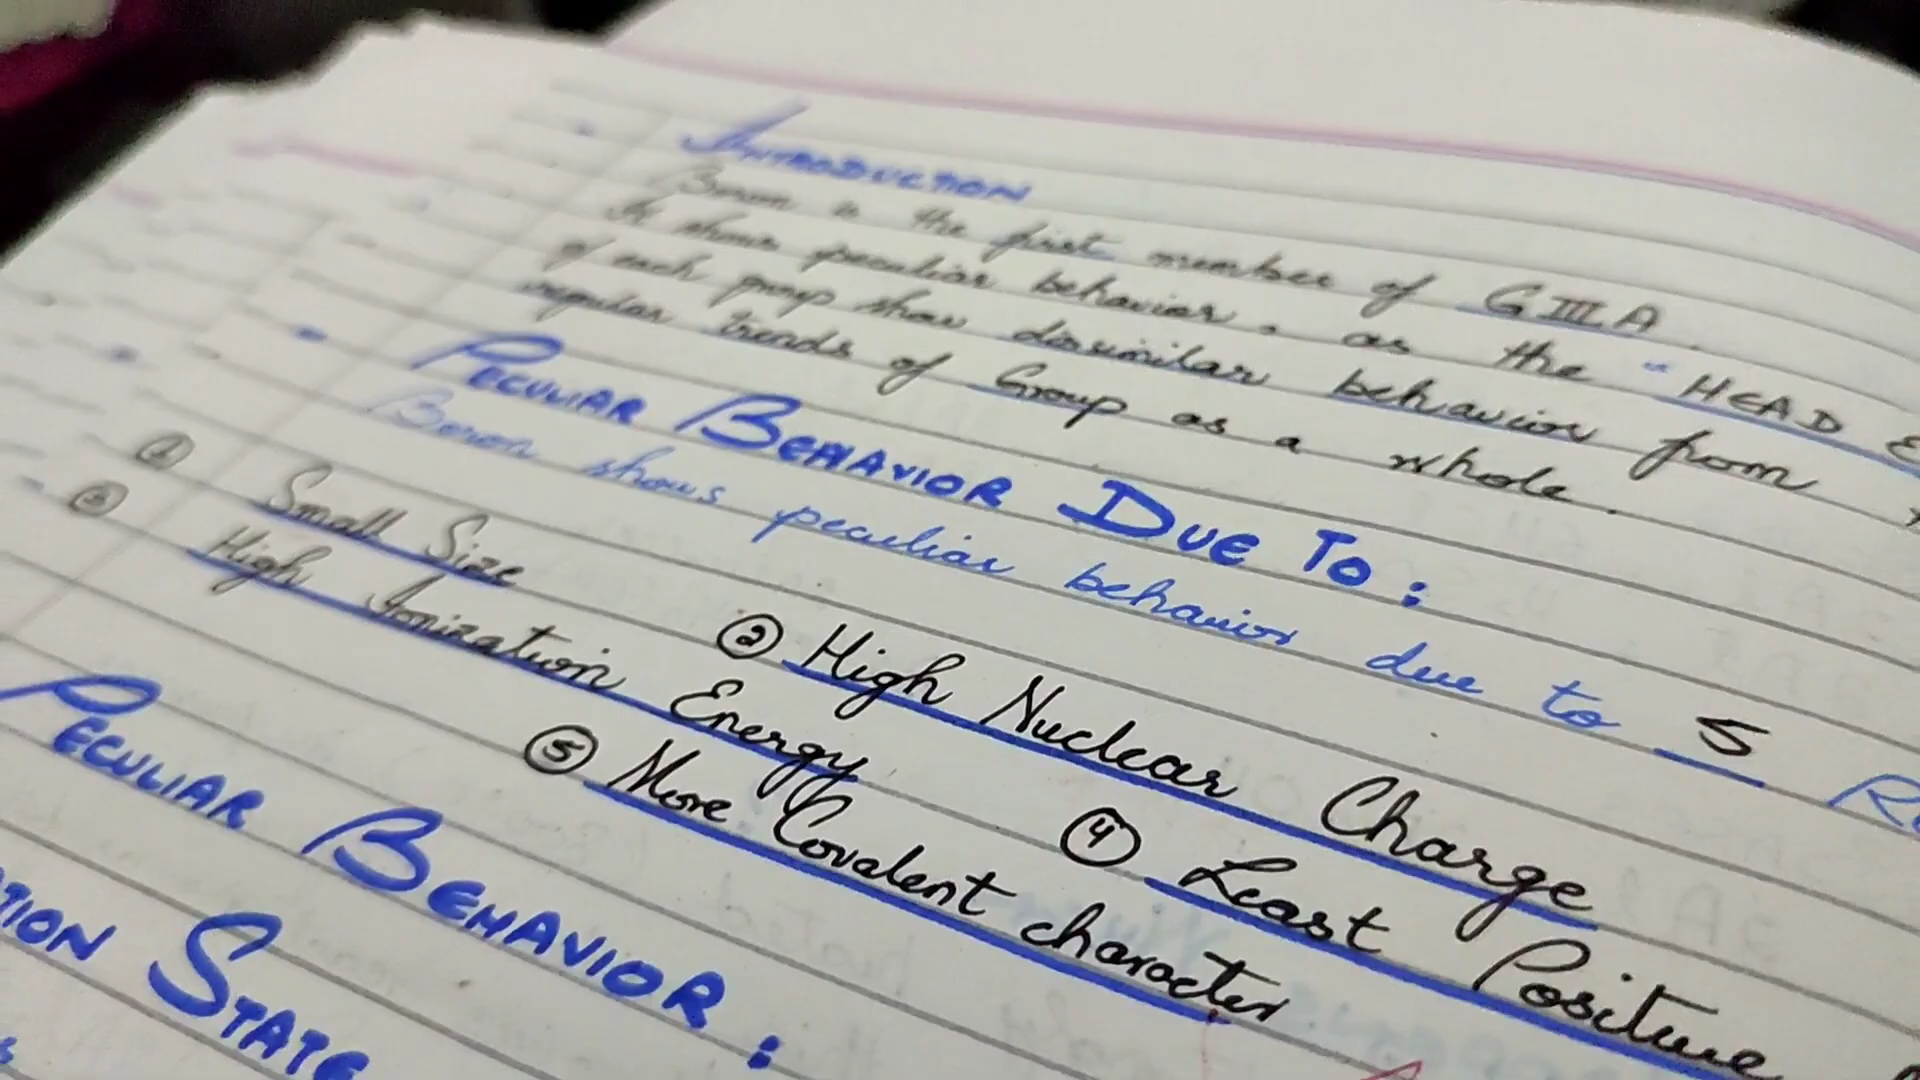 INTRODUCTION
Boron is the first member of GIIIA.
It shows peculiar behavior. as the "HEAD
of each group show dissimilar behavior from
regular trends of Group as a whole.
PECULIAR BEHAVIOR DUE TO:
Boron shows peculiar behavior due to 5
① Small Size ② High Nuclear Charge
③ High Ionization Energy ④ Least Positive
⑤ More Covalent character
PECULIAR BEHAVIOR:
TION STATE